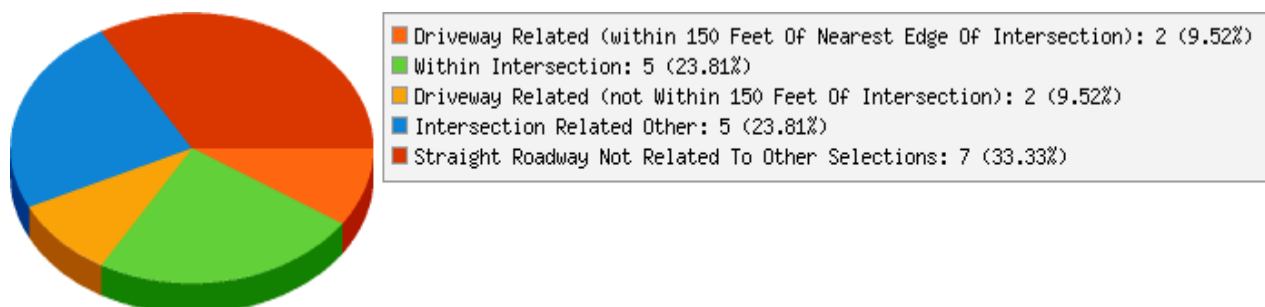 Driveway Related (within 150 Feet Of Nearest Edge Of Intersection): 2 (9.52%)
Within Intersection: 5 (23.81%)
Driveway Related (not Within 150 Feet Of Intersection): 2 (9.52%)
Intersection Related Other: 5 (23.81%)
Straight Roadway Not Related To Other Selections: 7 (33.33%)